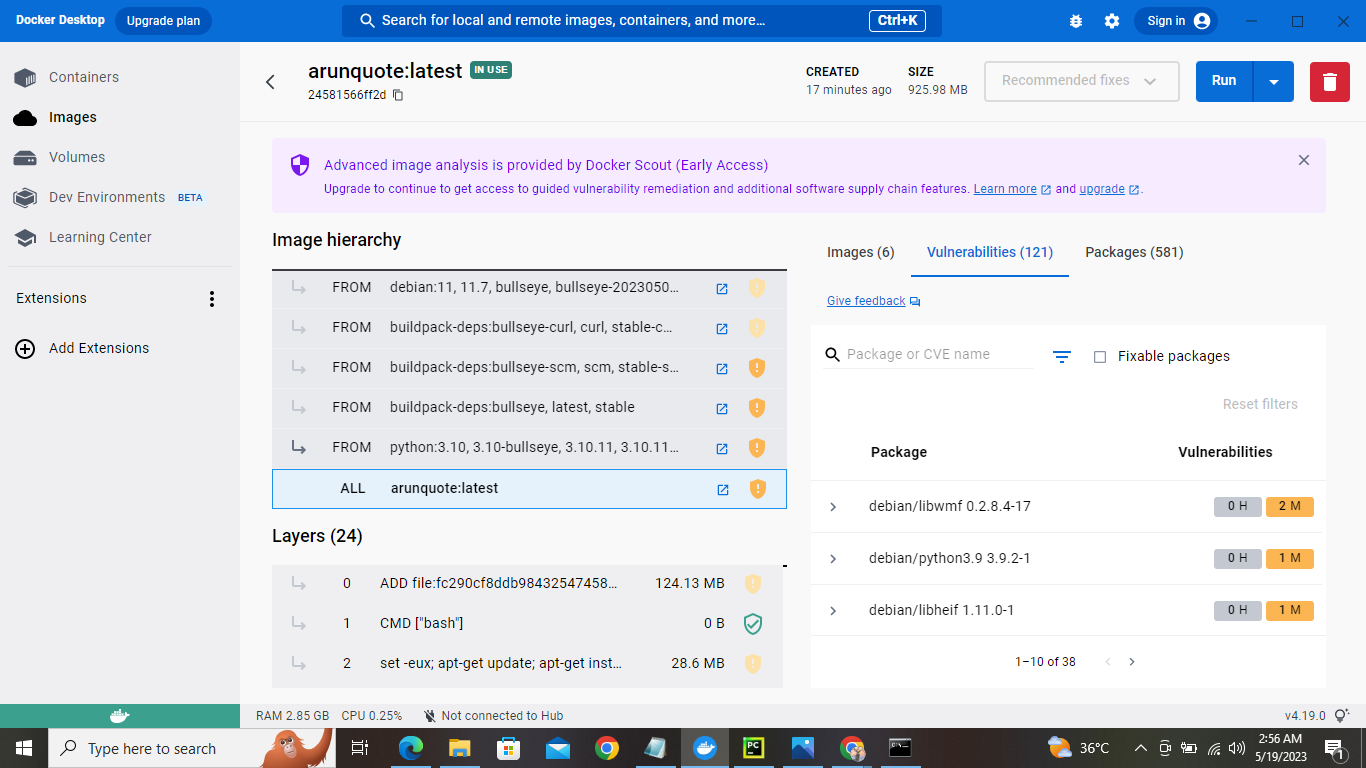 Docker Desktop
Upgrade plan
Search for local and remote images, containers, and more…
Ctrl+K
Sign in
Containers
Images
Volumes
Dev Environments BETA
Learning Center
Extensions
Add Extensions
arunquote:latest IN USE
24581566ff2d
CREATED
17 minutes ago
SIZE
925.98 MB
Recommended fixes
Run
Advanced image analysis is provided by Docker Scout (Early Access)
Upgrade to continue to get access to guided vulnerability remediation and additional software supply chain features. Learn more and upgrade .
Image hierarchy
FROM debian:11, 11.7, bullseye, bullseye-2023050…
FROM buildpack-deps:bullseye-curl, curl, stable-c…
FROM buildpack-deps:bullseye-scm, scm, stable-s…
FROM buildpack-deps:bullseye, latest, stable
FROM python:3.10, 3.10-bullseye, 3.10.11, 3.10.11…
ALL arunquote:latest
Layers (24)
0 ADD file:fc290cf8ddb98432547458… 124.13 MB
1 CMD ["bash"] 0 B
2 set -eux; apt-get update; apt-get inst… 28.6 MB
Images (6)
Vulnerabilities (121)
Packages (581)
Give feedback
Package or CVE name
Fixable packages
Reset filters
Package Vulnerabilities
debian/libwmf 0.2.8.4-17 0 H 2 M
debian/python3.9 3.9.2-1 0 H 1 M
debian/libheif 1.11.0-1 0 H 1 M
1–10 of 38
RAM 2.85 GB CPU 0.25% Not connected to Hub
v4.19.0
Type here to search
PC
36°C
2:56 AM
5/19/2023
1